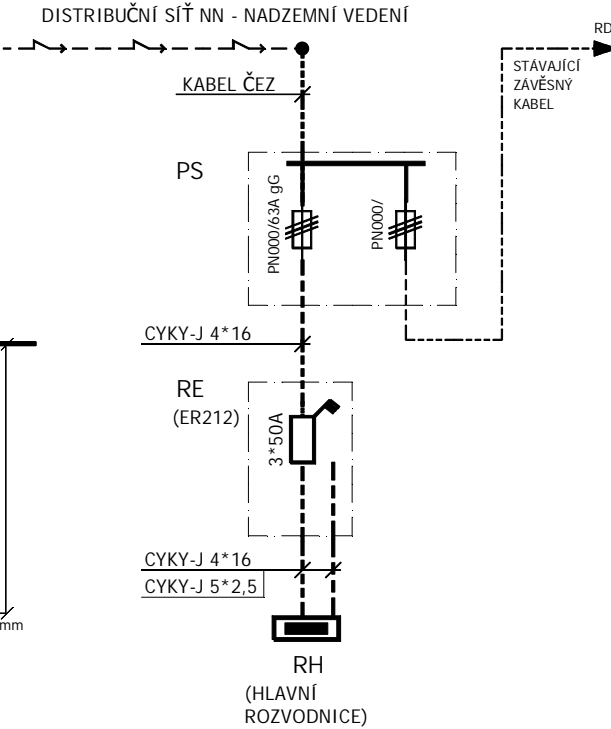 DISTRIBUČNÍ SÍŤ NN - NADZEMNÍ VEDENÍ
RD
STÁVAJÍCÍ
ZÁVĚSNÝ
KABEL
KABEL ČEZ
PS
PN000/63A gG
PN000/
CYKY-J 4*16
RE
(ER212)
3*50A
CYKY-J 4*16
CYKY-J 5*2,5
mm
RH
(HLAVNÍ
ROZVODNICE)